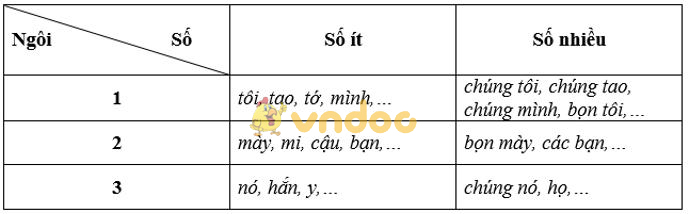 Ngôi Số Số ít Số nhiều
1 tôi, tao, tớ, mình,… chúng tôi, chúng tao,
chúng mình, bọn tôi,…
2 mày, mi, cậu, bạn,… bọn mày, các bạn,…
3 nó, hắn, y,… chúng nó, họ,…
vndoc